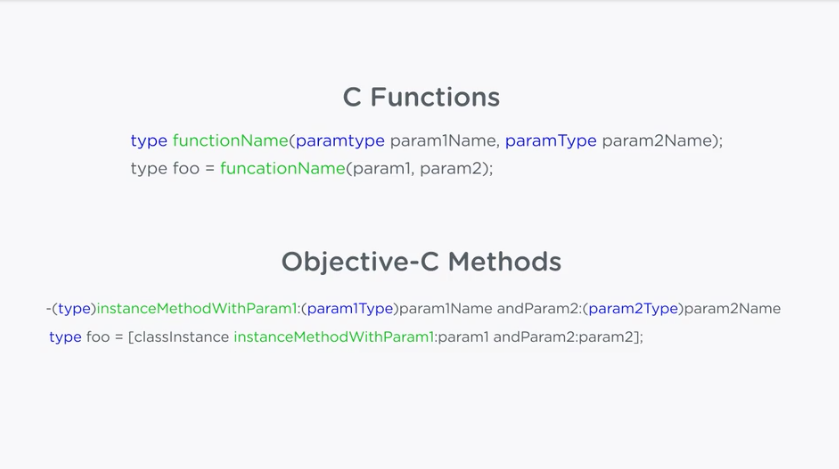 C Functions
type functionName(paramtype param1Name, paramType param2Name);
type foo = funcationName(param1, param2);
Objective-C Methods
-(type)instanceMethodWithParam1:(param1Type)param1Name andParam2:(param2Type)param2Name
type foo = [classInstance instanceMethodWithParam1:param1 andParam2:param2];